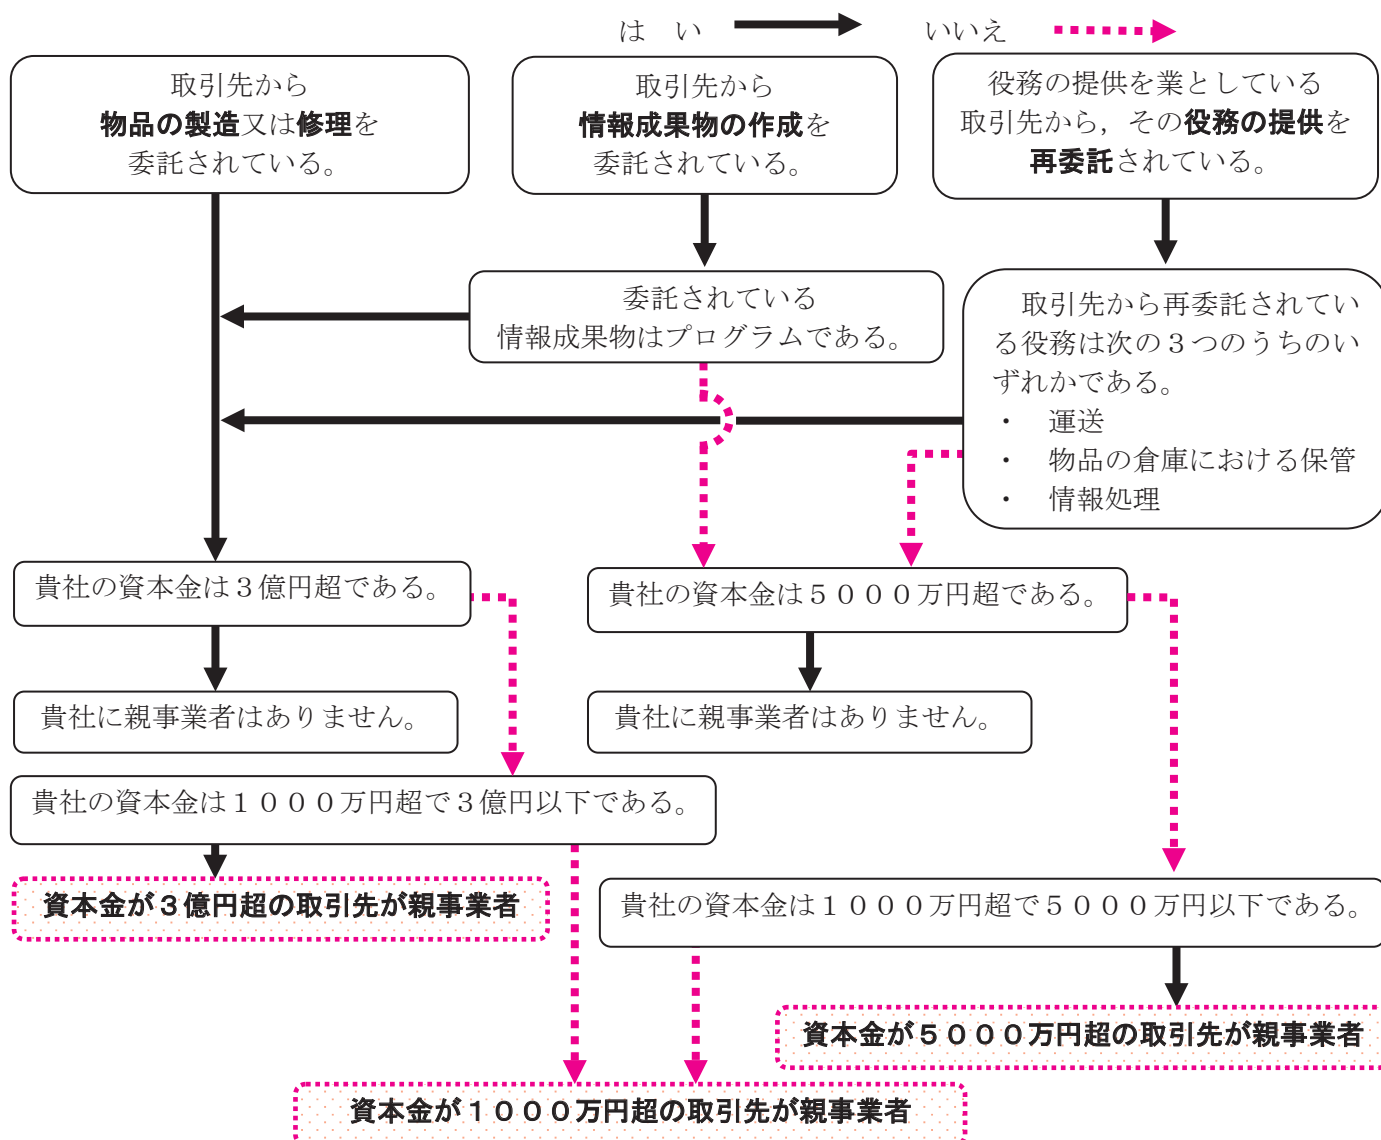 は　い
いいえ
取引先から
物品の製造又は修理を
委託されている。
取引先から
情報成果物の作成を
委託されている。
役務の提供を業としている
取引先から，その役務の提供を
再委託されている。
委託されている
情報成果物はプログラムである。
取引先から再委託されてい
る役務は次の３つのうちのい
ずれかである。
・　運送
・　物品の倉庫における保管
・　情報処理
貴社の資本金は３億円超である。
貴社の資本金は５０００万円超である。
貴社に親事業者はありません。
貴社に親事業者はありません。
貴社の資本金は１０００万円超で３億円以下である。
資本金が３億円超の取引先が親事業者
貴社の資本金は１０００万円超で５０００万円以下である。
資本金が５０００万円超の取引先が親事業者
資本金が１０００万円超の取引先が親事業者